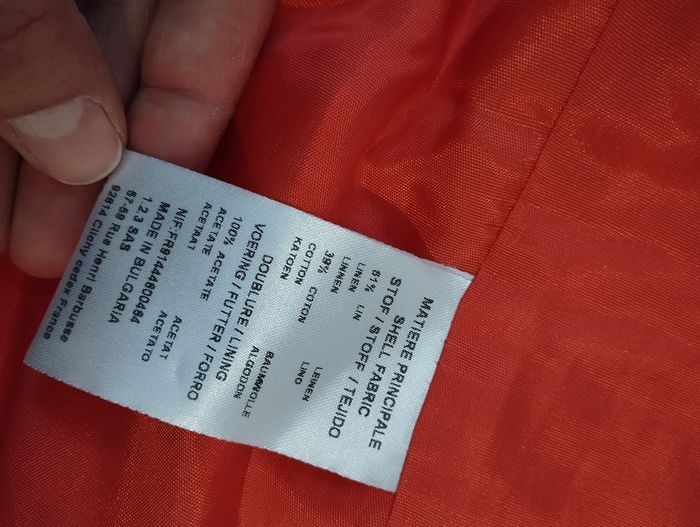 MATIERE PRINCIPALE
SHELL FABRIC
STOF / STOFF / TEJIDO
61% LIN
LINEN LEINEN
LINNEN LINO
39% COTON
COTTON BAUMWOLLE
KATOEN ALGODON
DOUBLURE / LINING
VOERING / FUTTER / FORRO
100% ACETATE
ACETATE ACETAT
ACETAAT ACETATO
NIF:FR91444600464
MADE IN BULGARIA
1.2.3 SAS
57-59 Rue Henri Barbusse
92614 Clichy cedex France